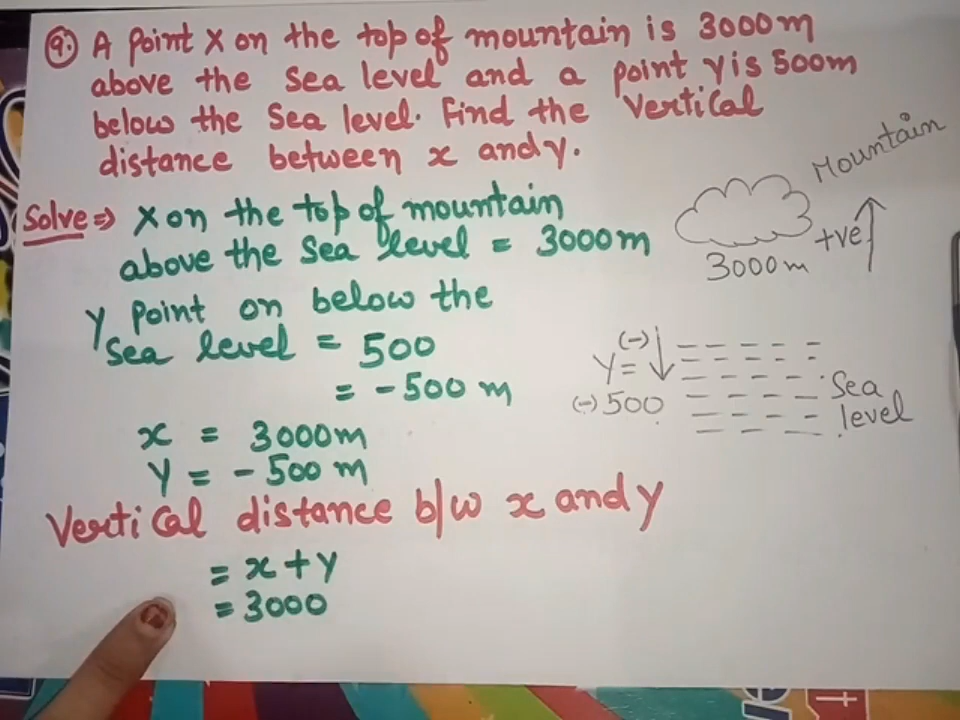 Q. A point X on the top of mountain is 3000m
above the sea level and a point y is 500m
below the Sea level. Find the Vertical
distance between x and y.
Solve ⇒ X on the top of mountain
above the Sea level = 3000m
Y point on below the
sea level = 500
= -500 m
x = 3000m
Y = -500 m
Vertical distance b/w x and y
= x + y
= 3000
Mountain
+ve
3000m
(-)
Y =
(-) 500
Sea
level